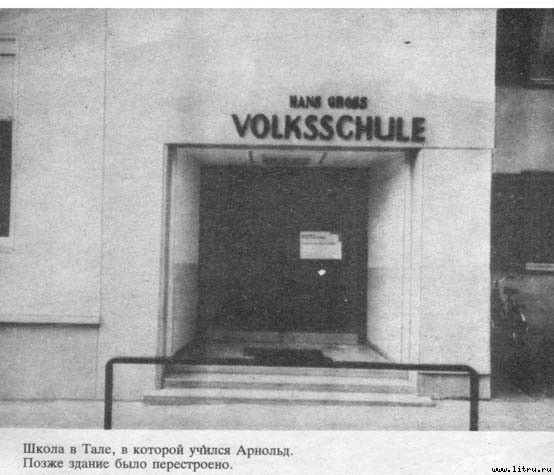 HANS GROSS
VOLKSSCHULE
Школа в Тале, в которой учился Арнольд.
Позже здание было перестроено.
www.litru.ru